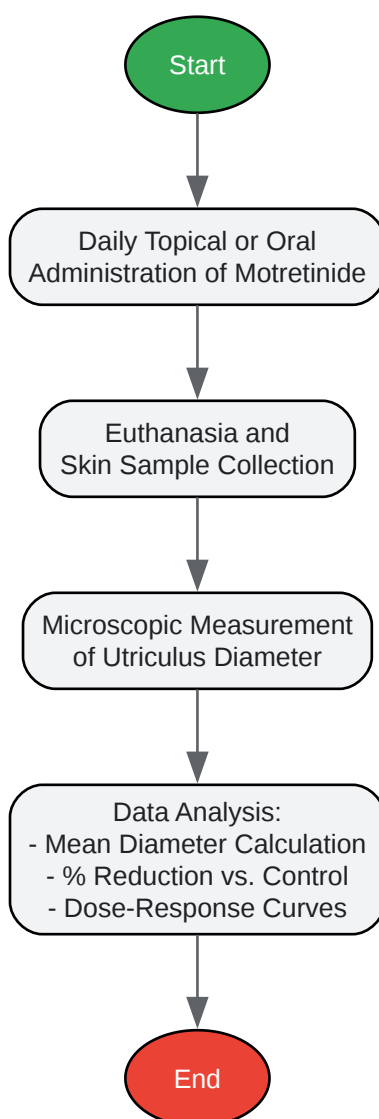 Start
Daily Topical or Oral
Administration of Motretinide
Euthanasia and
Skin Sample Collection
Microscopic Measurement
of Utriculus Diameter
Data Analysis:
- Mean Diameter Calculation
- % Reduction vs. Control
- Dose-Response Curves
End